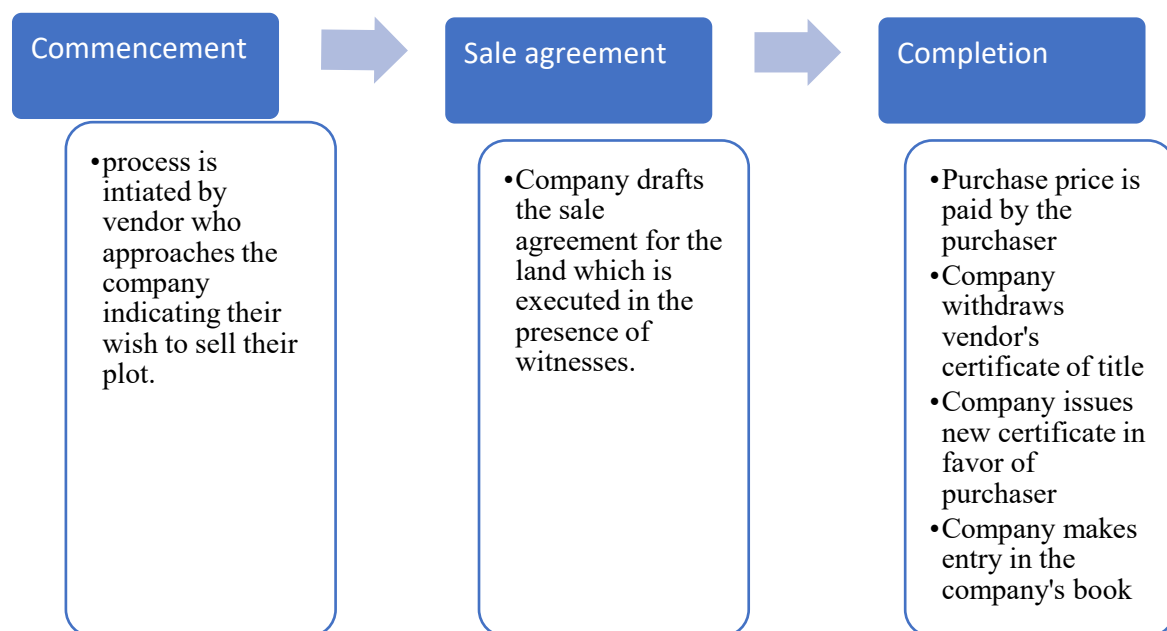 Commencement
•process is
intiated by
vendor who
approaches the
company
indicating their
wish to sell their
plot.
Sale agreement
•Company drafts
the sale
agreement for the
land which is
executed in the
presence of
witnesses.
Completion
•Purchase price is
paid by the
purchaser
•Company
withdraws
vendor's
certificate of title
•Company issues
new certificate in
favor of
purchaser
•Company makes
entry in the
company's book